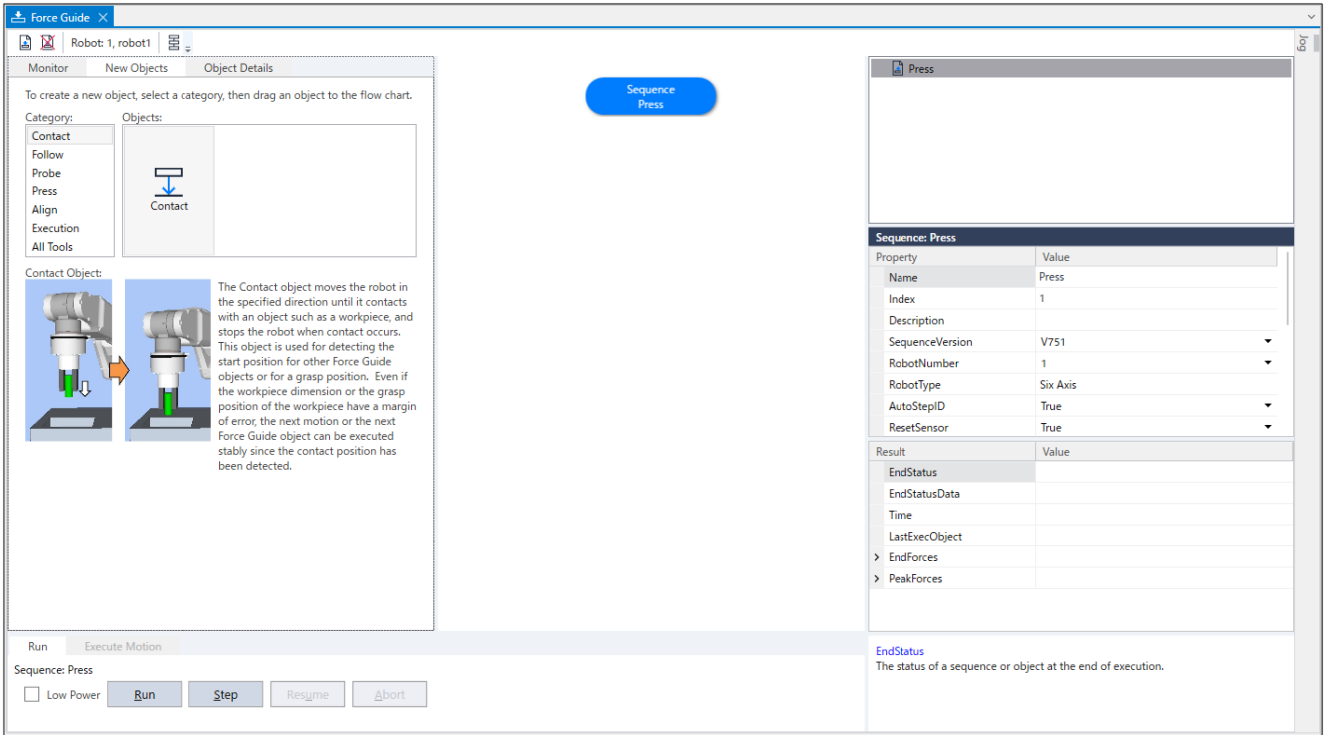 Force Guide
Robot: 1, robot1
Jog
Monitor New Objects Object Details
To create a new object, select a category, then drag an object to the flow chart.
Category: Objects:
Contact
Follow
Probe
Press
Align
Execution
All Tools
Contact
Contact Object:
The Contact object moves the robot in
the specified direction until it contacts
with an object such as a workpiece, and
stops the robot when contact occurs.
This object is used for detecting the
start position for other Force Guide
objects or for a grasp position. Even if
the workpiece dimension or the grasp
position of the workpiece have a margin
of error, the next motion or the next
Force Guide object can be executed
stably since the contact position has
been detected.
Sequence
Press
Press
Sequence: Press
Property Value
Name Press
Index 1
Description
SequenceVersion V751
RobotNumber 1
RobotType Six Axis
AutoStepID True
ResetSensor True
Result Value
EndStatus
EndStatusData
Time
LastExecObject
EndForces
PeakForces
Run Execute Motion
Sequence: Press
Low Power Run Step Resume Abort
EndStatus
The status of a sequence or object at the end of execution.